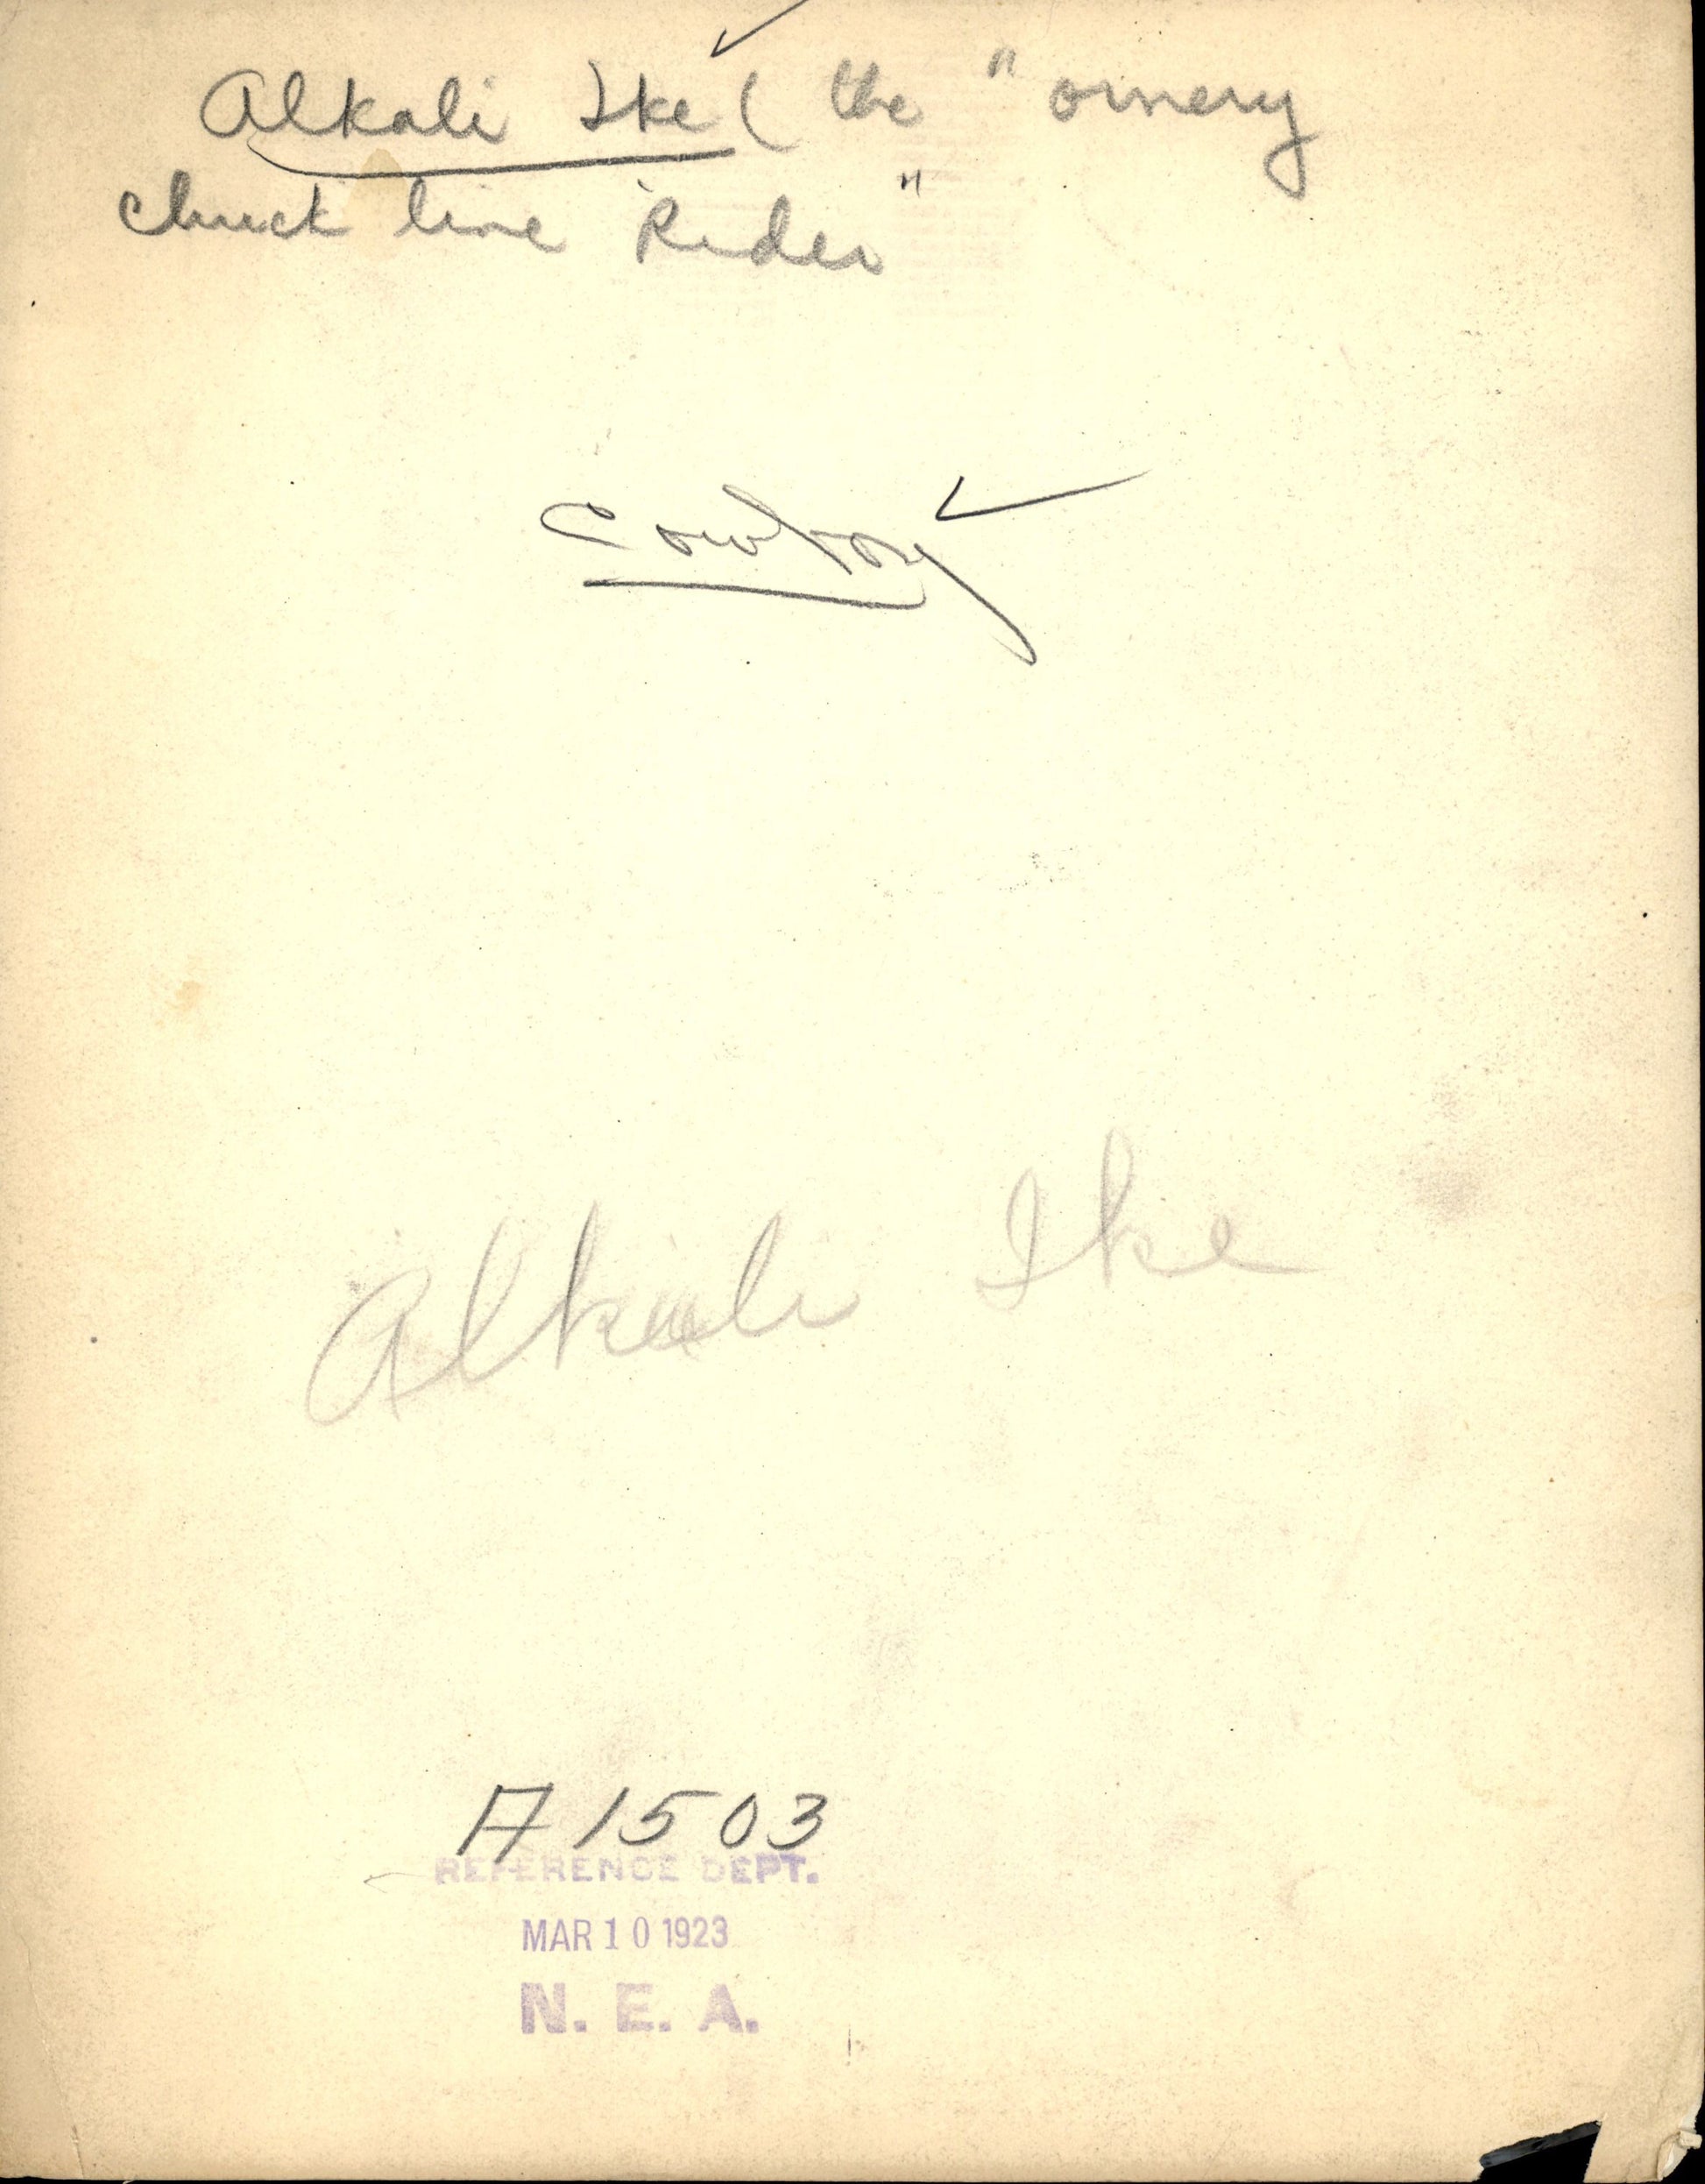 Alkali Ike (the "ornery
chuck line Rider"
Cowboy
Alkali Ike
A1503
REFERENCE DEPT.
MAR 10 1923
N. E. A.